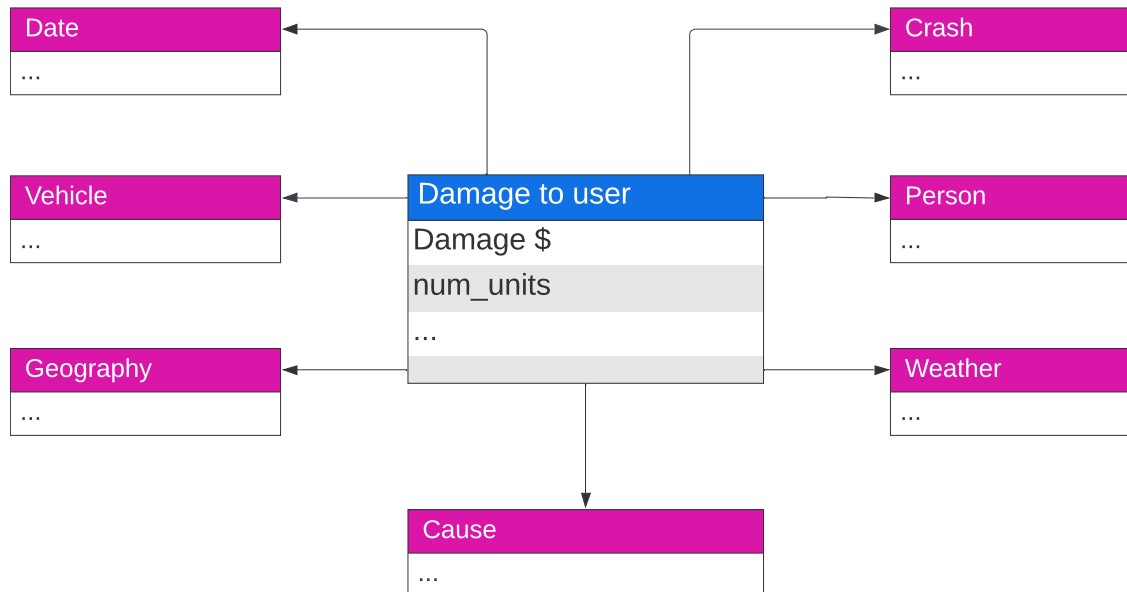 Date
...
Crash
...
Vehicle
...
Damage to user
Damage $
num_units
...
Person
...
Geography
...
Weather
...
Cause
...